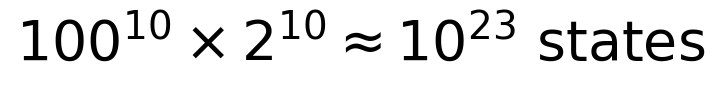 100¹⁰ × 2¹⁰ ≈ 10²³ states